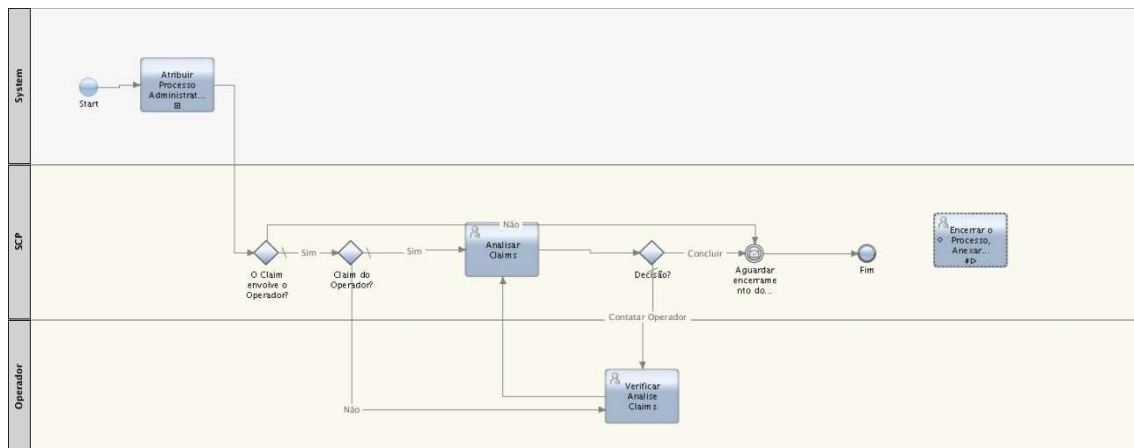 System
Start
Atribuir
Processo
Administrat...
SCP
O Claim
envolve o
Operador?
Sim
Claim do
Operador?
Sim
Não
Analisar
Claims
Decisão?
Concluir
Aguardar
encerrame
nto do...
Fim
Encerrar o
Processo,
Anexar...
Contatar Operador
Operador
Não
Verificar
Analise
Claims